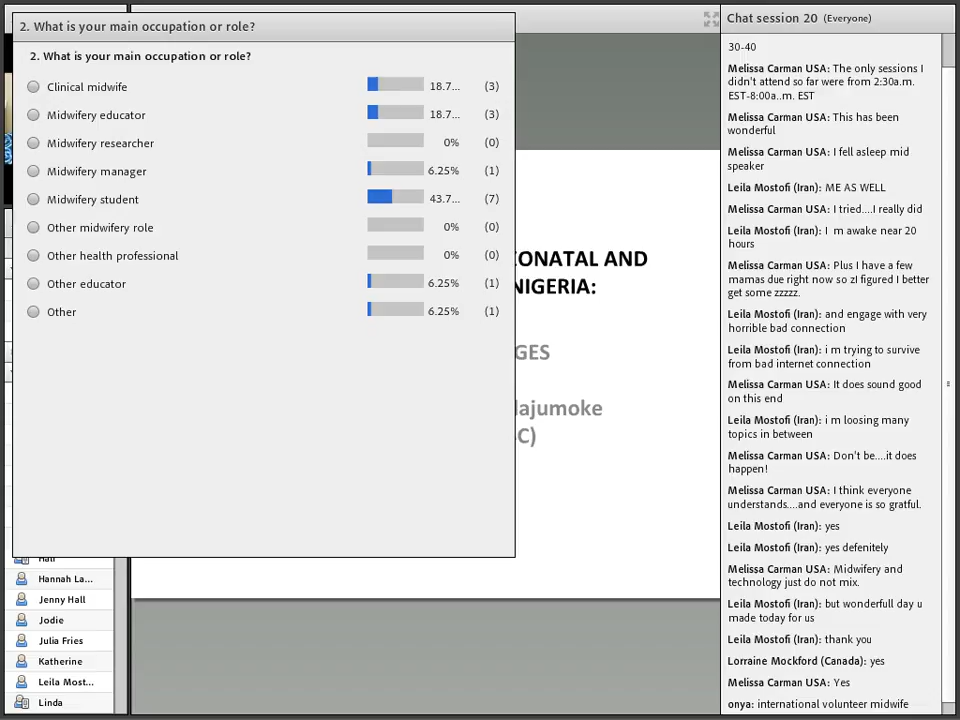 2. What is your main occupation or role?
2. What is your main occupation or role?
Clinical midwife 18.7... (3)
Midwifery educator 18.7... (3)
Midwifery researcher 0% (0)
Midwifery manager 6.25% (1)
Midwifery student 43.7... (7)
Other midwifery role 0% (0)
Other health professional 0% (0)
Other educator 6.25% (1)
Other 6.25% (1)
ONATAL AND
NIGERIA:
GES
lajumoke
C)
Hall
Hannah La...
Jenny Hall
Jodie
Julia Fries
Katherine
Leila Most...
Linda
Chat session 20 (Everyone)
30-40
Melissa Carman USA: The only sessions I
didn't attend so far were from 2:30a.m.
EST-8:00a..m. EST
Melissa Carman USA: This has been
wonderful
Melissa Carman USA: I fell asleep mid
speaker
Leila Mostofi (Iran): ME AS WELL
Melissa Carman USA: I tried....I really did
Leila Mostofi (Iran): I m awake near 20
hours
Melissa Carman USA: Plus I have a few
mamas due right now so zI figured I better
get some zzzzz.
Leila Mostofi (Iran): and engage with very
horrible bad connection
Leila Mostofi (Iran): i m trying to survive
from bad internet connection
Melissa Carman USA: It does sound good
on this end
Leila Mostofi (Iran): i m loosing many
topics in between
Melissa Carman USA: Don't be....it does
happen!
Melissa Carman USA: I think everyone
understands....and everyone is so gratful.
Leila Mostofi (Iran): yes
Leila Mostofi (Iran): yes defenitely
Melissa Carman USA: Midwifery and
technology just do not mix.
Leila Mostofi (Iran): but wonderfull day u
made today for us
Leila Mostofi (Iran): thank you
Lorraine Mockford (Canada): yes
Melissa Carman USA: Yes
onya: international volunteer midwife